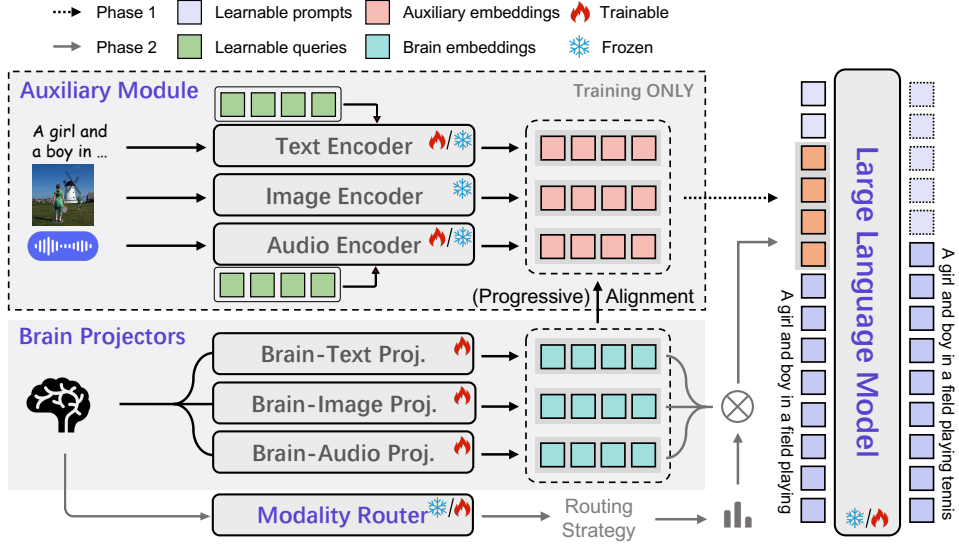 Phase 1
Learnable prompts
Auxiliary embeddings
Trainable
Phase 2
Learnable queries
Brain embeddings
Frozen
Auxiliary Module
Training ONLY
A girl and
a boy in ...
Text Encoder
Image Encoder
Audio Encoder
(Progressive) Alignment
Brain Projectors
Brain-Text Proj.
Brain-Image Proj.
Brain-Audio Proj.
Modality Router
Routing
Strategy
A girl and boy in a field playing
Large Language Model
A girl and boy in a field playing tennis